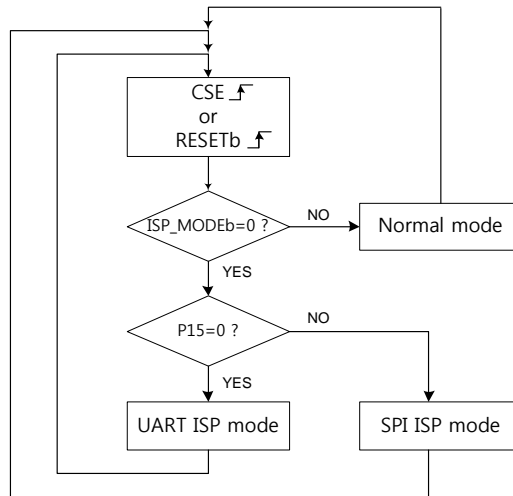 CSE
or
RESETb
ISP_MODEb=0 ?
NO
Normal mode
YES
P15=0 ?
NO
YES
UART ISP mode
SPI ISP mode